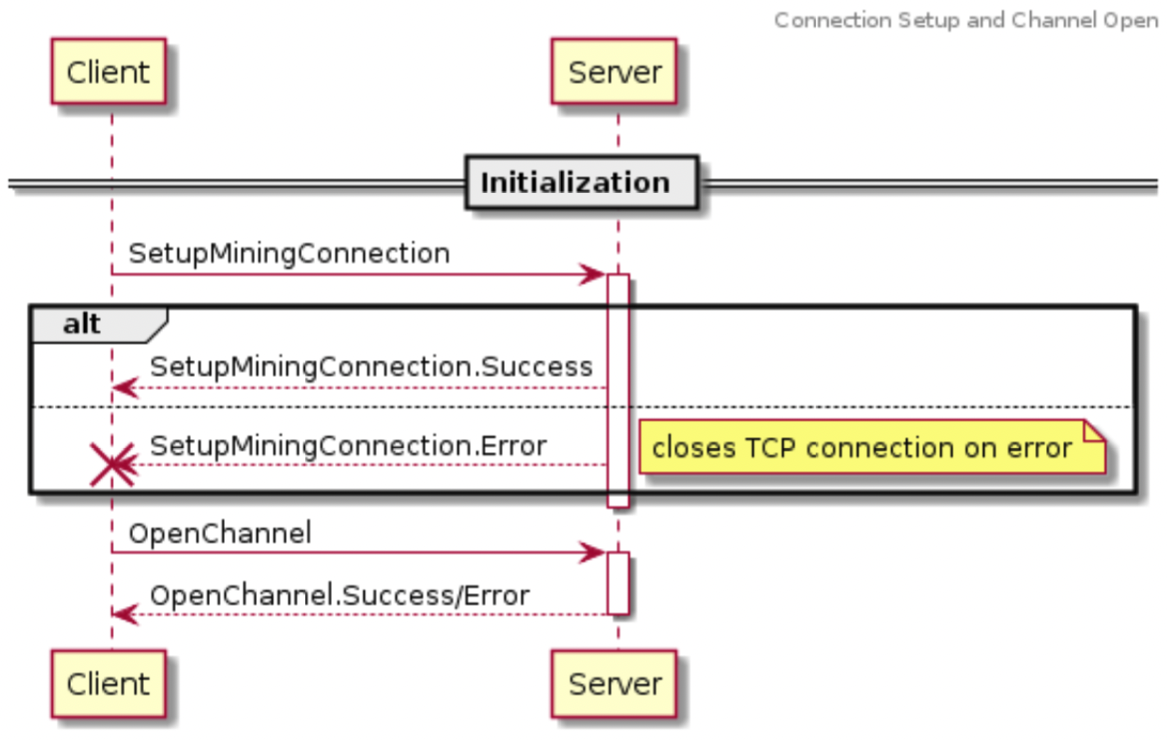 Connection Setup and Channel Open
Client
Server
Initialization
SetupMiningConnection
alt
SetupMiningConnection.Success
SetupMiningConnection.Error
closes TCP connection on error
OpenChannel
OpenChannel.Success/Error
Client
Server